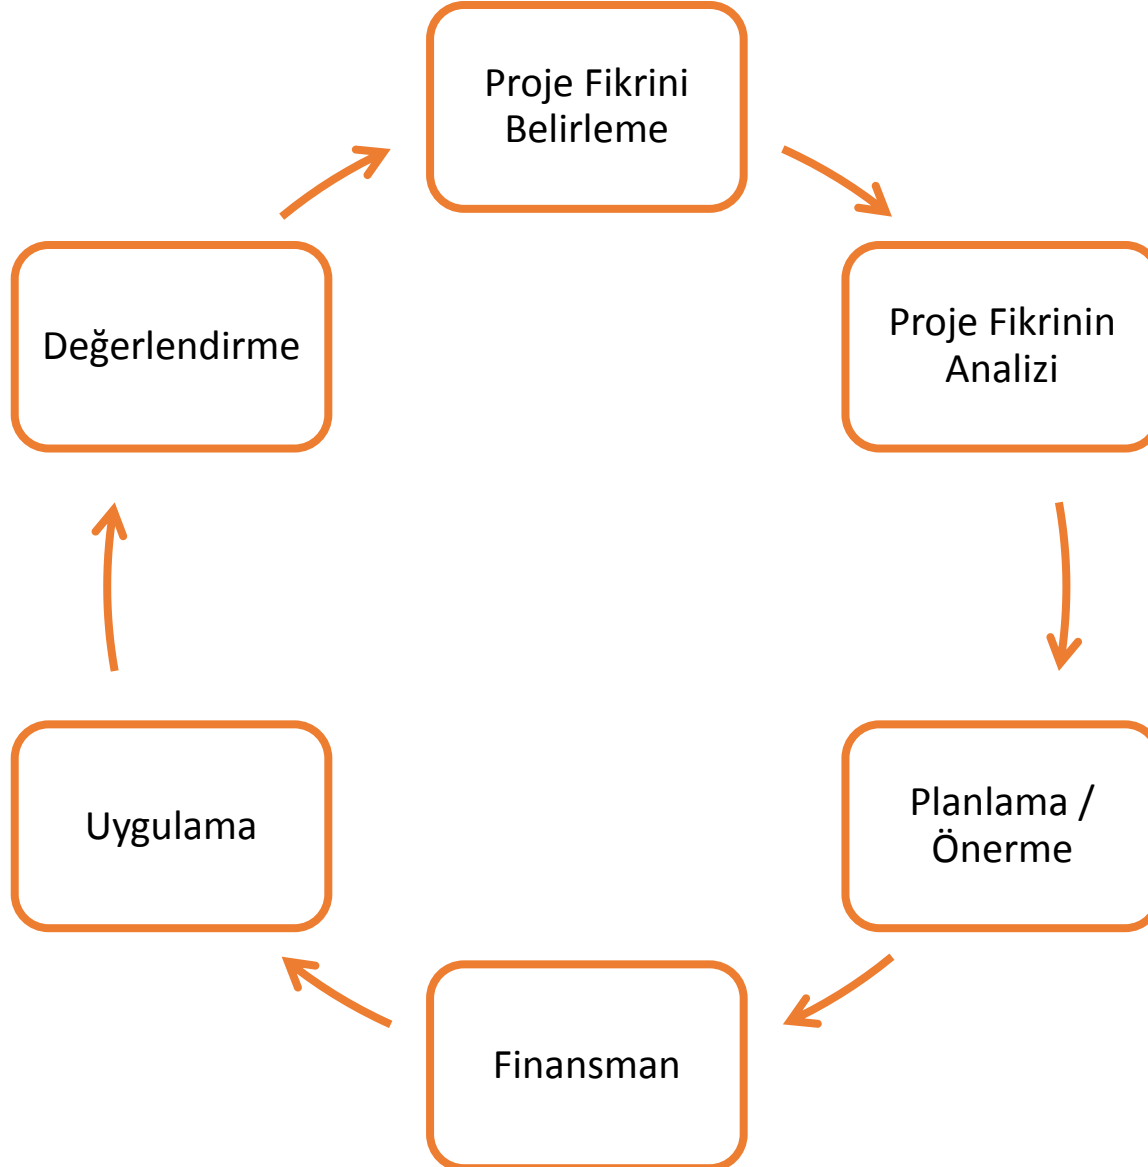 Proje Fikrini
Belirleme
Proje Fikrinin
Analizi
Planlama /
Önerme
Finansman
Uygulama
Değerlendirme